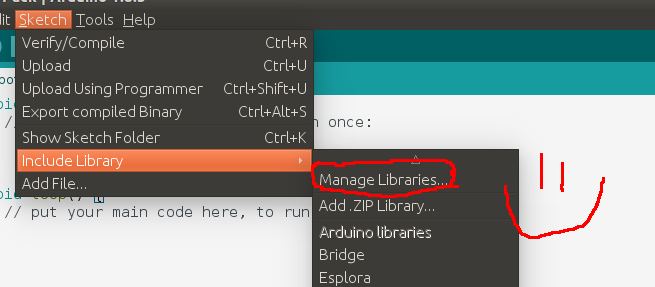 Sketch Tools Help
Verify/Compile Ctrl+R
Upload Ctrl+U
Upload Using Programmer Ctrl+Shift+U
Export compiled Binary Ctrl+Alt+S
Show Sketch Folder Ctrl+K
once:
Include Library
Manage Libraries...
Add File...
// put your main code here, to run
Add .ZIP Library...
Arduino libraries
Bridge
Esplora